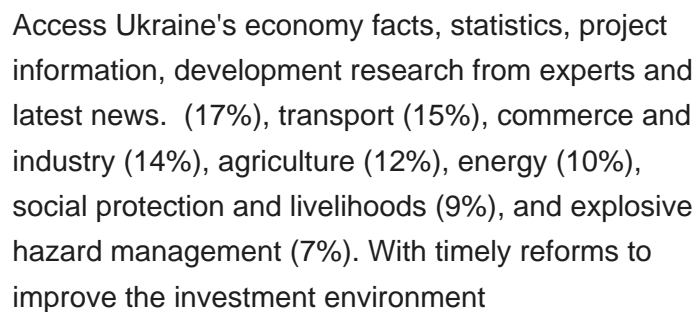 Access Ukraine's economy facts, statistics, project
information, development research from experts and
latest news.  (17%), transport (15%), commerce and
industry (14%), agriculture (12%), energy (10%),
social protection and livelihoods (9%), and explosive
hazard management (7%). With timely reforms to
improve the investment environment